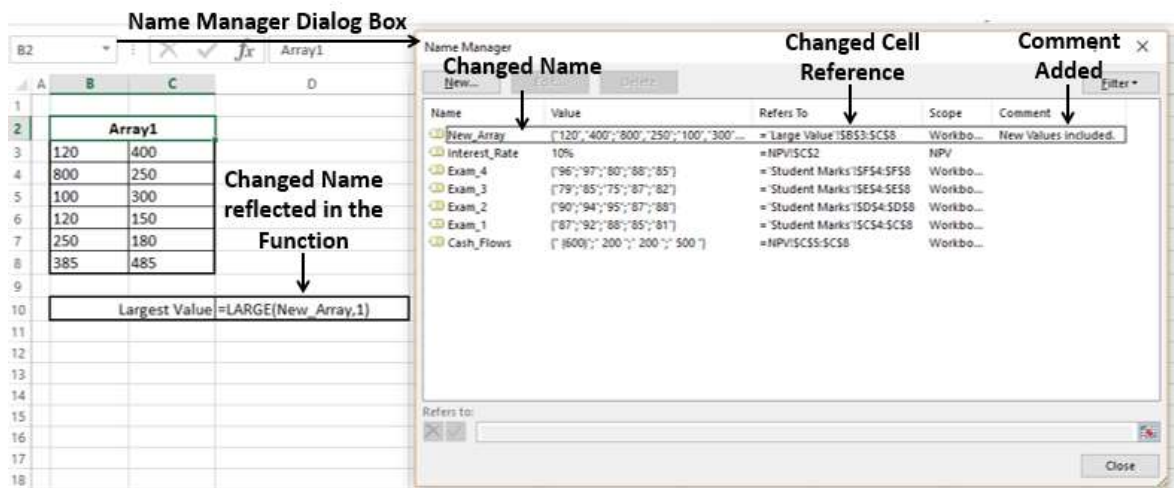 Name Manager Dialog Box
B2
fx
Array1
A B C D
1
2 Array1
3 120 400
4 800 250
5 100 300
6 120 150
7 250 180
8 385 485
9
10 Largest Value =LARGE(New_Array,1)
11
12
13
14
15
16
17
18
Changed Name
reflected in the
Function
Name Manager
Changed Name
Changed Cell
Reference
Comment
Added
New... Edit... Delete Filter
Name Value Refers To Scope Comment
New_Array {"120","400";"800","250";"100","300"... ='Large Value'!$B$3:$C$8 Workbo... New Values included.
Interest_Rate 10% =NPV!$C$2 NPV
Exam_4 {"96";"97";"80";"88";"85"} ='Student Marks'!$F$4:$F$8 Workbo...
Exam_3 {"79";"85";"75";"87";"82"} ='Student Marks'!$E$4:$E$8 Workbo...
Exam_2 {"90";"94";"95";"87";"88"} ='Student Marks'!$D$4:$D$8 Workbo...
Exam_1 {"87";"92";"88";"85";"81"} ='Student Marks'!$C$4:$C$8 Workbo...
Cash_Flows {" (600)";" 200 ";" 200 ";" 500 "} =NPV!$C$5:$C$8 Workbo...
Refers to:
Close